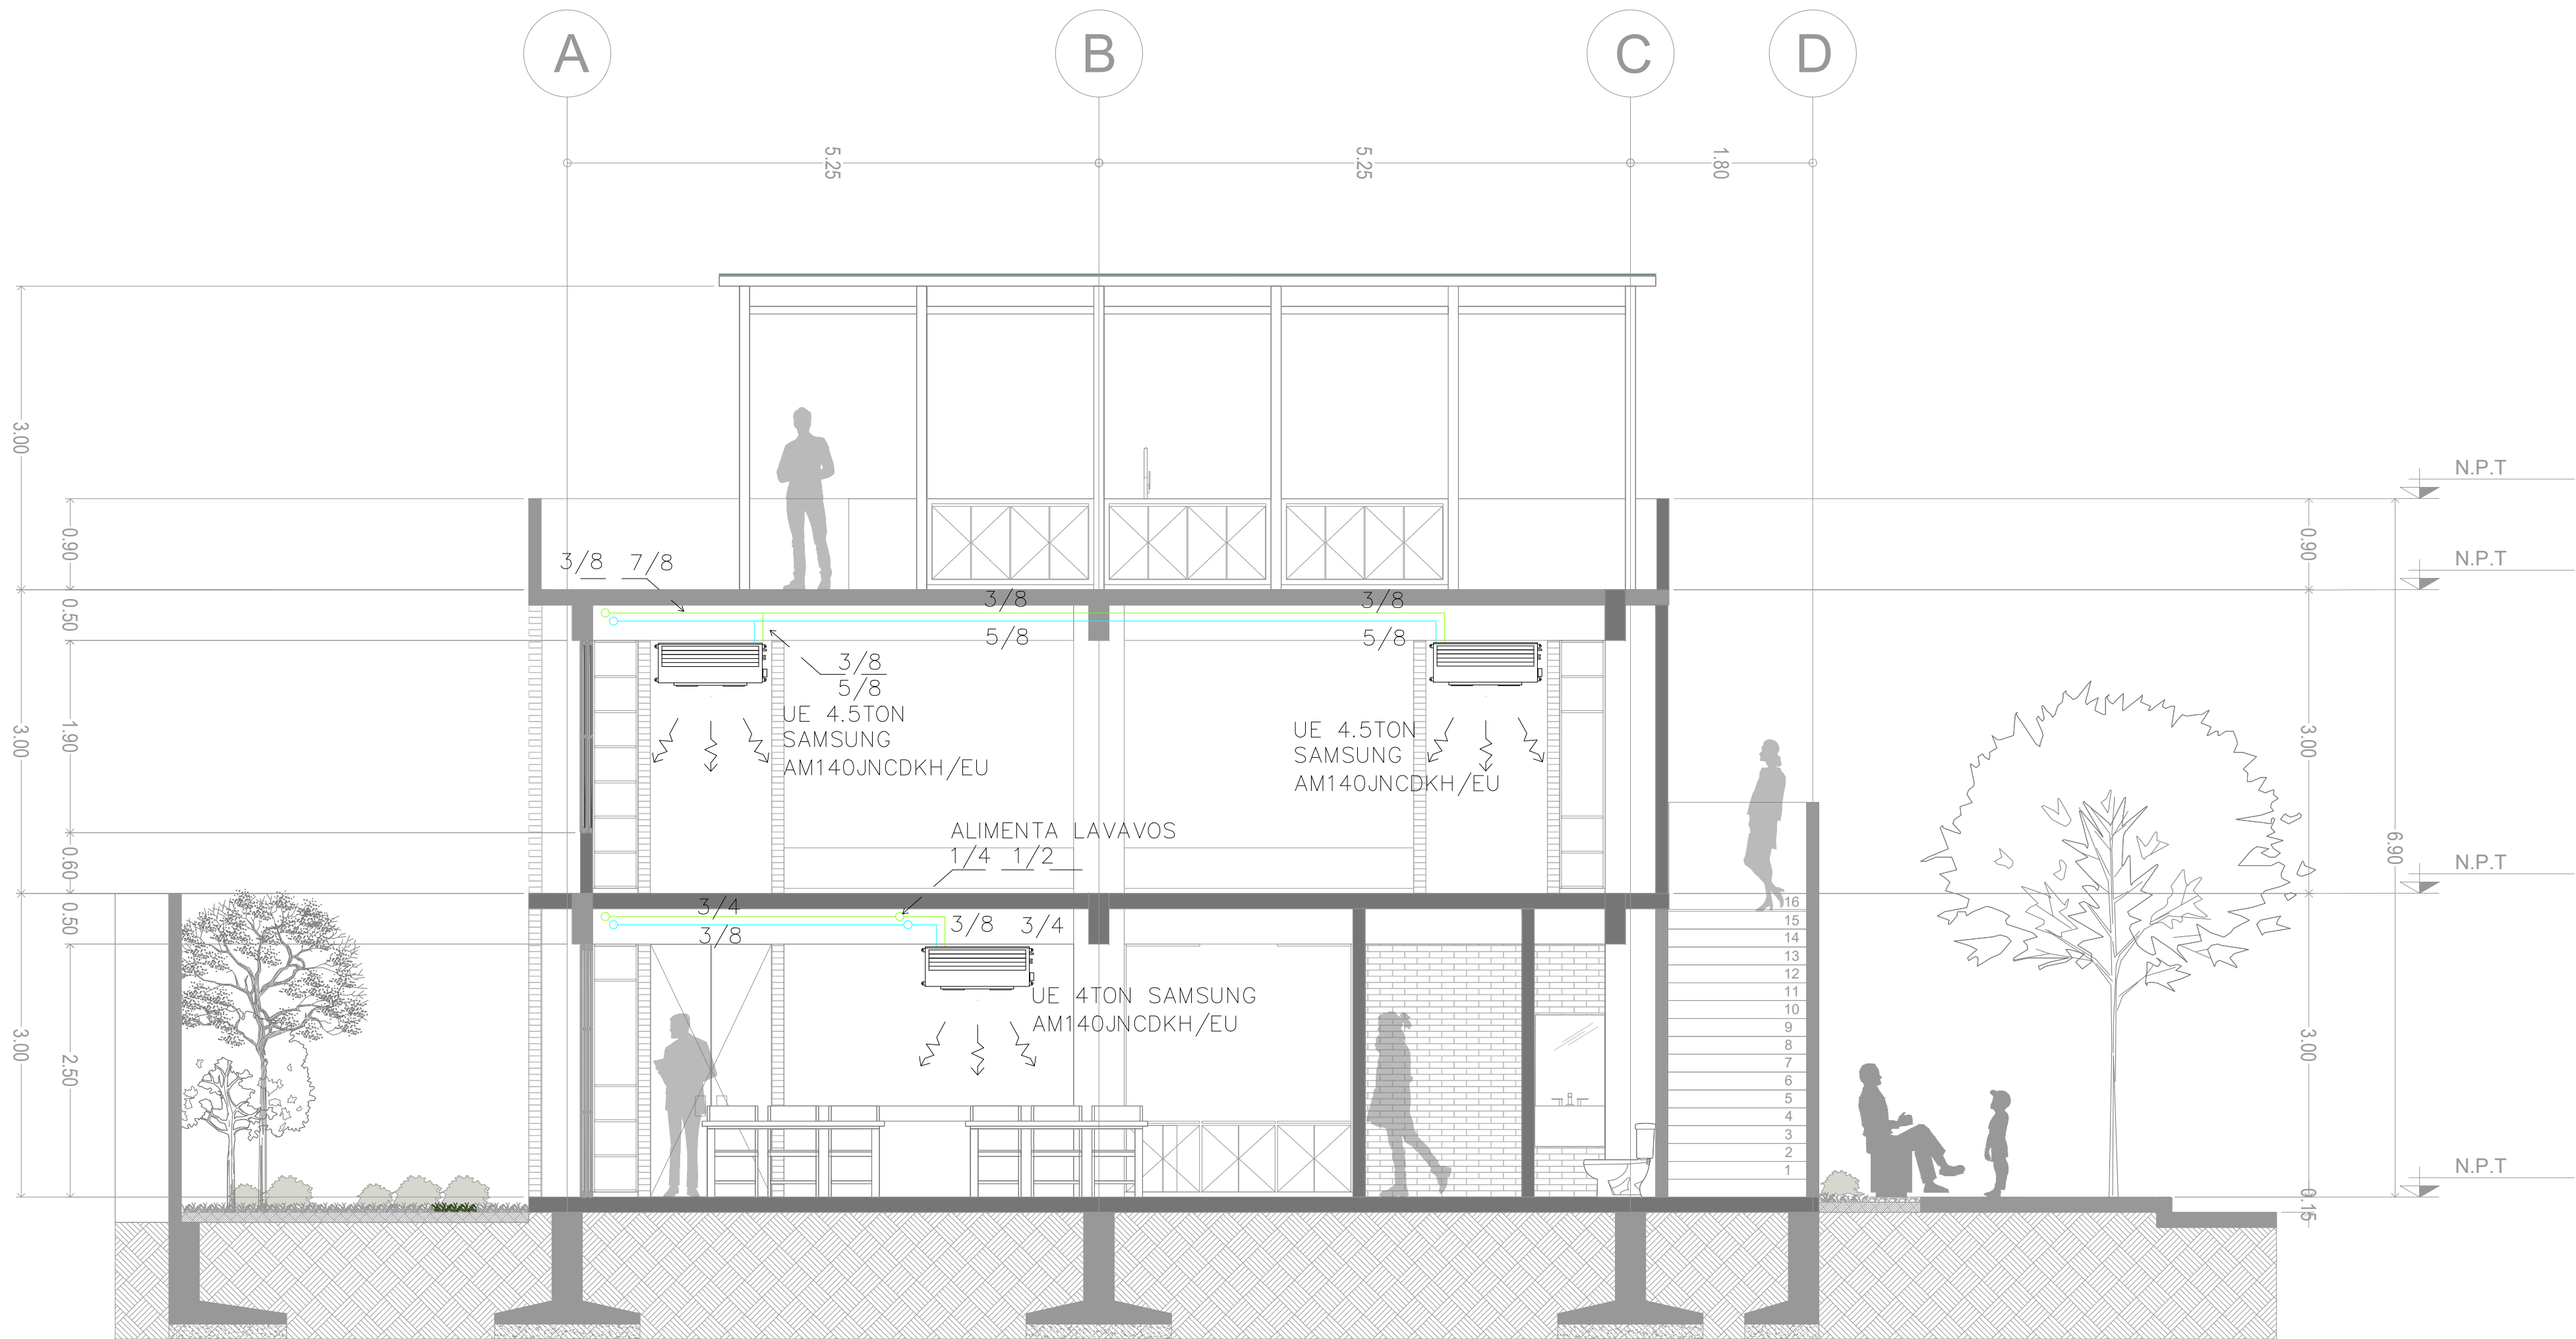 A
B
C
D
5.25
5.25
1.80
3.00
3.00
3.00
0.90
0.50
1.90
0.60
0.50
2.50
3/8 7/8
3/8
5/8
3/8
5/8
3/8
5/8
UE 4.5TON
SAMSUNG
AM140JNCDKH/EU
UE 4.5TON
SAMSUNG
AM140JNCDKH/EU
ALIMENTA LAVAVOS
1/4 1/2
3/4
3/8
3/8 3/4
UE 4TON SAMSUNG
AM140JNCDKH/EU
16
15
14
13
12
11
10
9
8
7
6
5
4
3
2
1
0.90
3.00
3.00
0.15
6.90
N.P.T
N.P.T
N.P.T
N.P.T